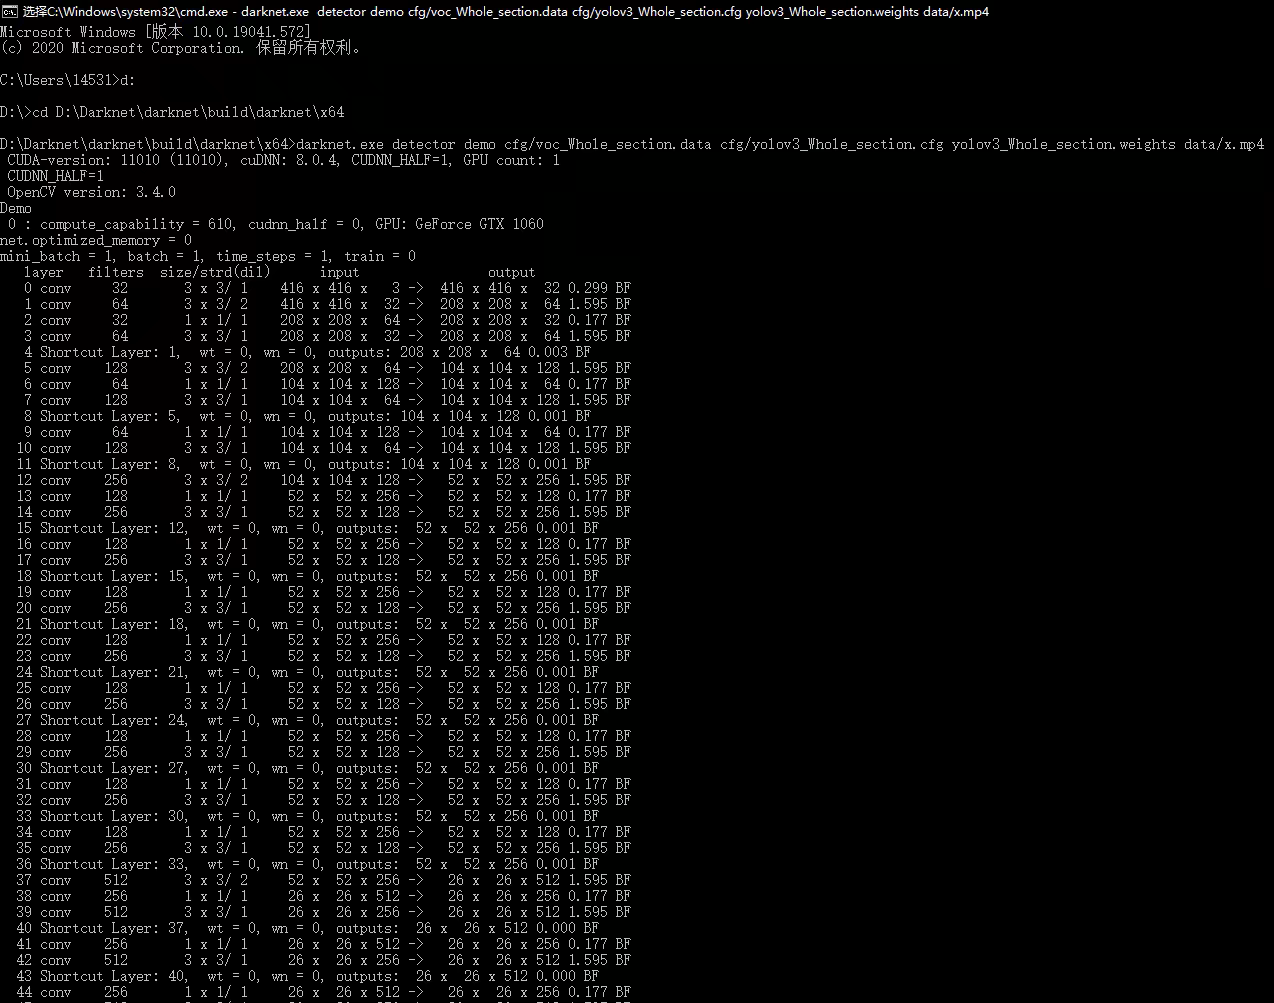 选择C:\Windows\system32\cmd.exe - darknet.exe  detector demo cfg/voc_Whole_section.data cfg/yolov3_Whole_section.cfg yolov3_Whole_section.weights data/x.mp4
Microsoft Windows [版本 10.0.19041.572]
(c) 2020 Microsoft Corporation. 保留所有权利。
C:\Users\14531>d:
D:\>cd D:\Darknet\darknet\build\darknet\x64
D:\Darknet\darknet\build\darknet\x64>darknet.exe detector demo cfg/voc_Whole_section.data cfg/yolov3_Whole_section.cfg yolov3_Whole_section.weights data/x.mp4
CUDA-version: 11010 (11010), cuDNN: 8.0.4, CUDNN_HALF=1, GPU count: 1
CUDNN_HALF=1
OpenCV version: 3.4.0
Demo
0 : compute_capability = 610, cudnn_half = 0, GPU: GeForce GTX 1060
net.optimized_memory = 0
mini_batch = 1, batch = 1, time_steps = 1, train = 0
layer   filters  size/strd(dil)      input                output
0 conv     32       3 x 3/ 1    416 x 416 x   3 ->  416 x 416 x  32 0.299 BF
1 conv     64       3 x 3/ 2    416 x 416 x  32 ->  208 x 208 x  64 1.595 BF
2 conv     32       1 x 1/ 1    208 x 208 x  64 ->  208 x 208 x  32 0.177 BF
3 conv     64       3 x 3/ 1    208 x 208 x  32 ->  208 x 208 x  64 1.595 BF
4 Shortcut Layer: 1,  wt = 0, wn = 0, outputs: 208 x 208 x  64 0.003 BF
5 conv    128       3 x 3/ 2    208 x 208 x  64 ->  104 x 104 x 128 1.595 BF
6 conv     64       1 x 1/ 1    104 x 104 x 128 ->  104 x 104 x  64 0.177 BF
7 conv    128       3 x 3/ 1    104 x 104 x  64 ->  104 x 104 x 128 1.595 BF
8 Shortcut Layer: 5,  wt = 0, wn = 0, outputs: 104 x 104 x 128 0.001 BF
9 conv     64       1 x 1/ 1    104 x 104 x 128 ->  104 x 104 x  64 0.177 BF
10 conv    128       3 x 3/ 1    104 x 104 x  64 ->  104 x 104 x 128 1.595 BF
11 Shortcut Layer: 8,  wt = 0, wn = 0, outputs: 104 x 104 x 128 0.001 BF
12 conv    256       3 x 3/ 2    104 x 104 x 128 ->   52 x  52 x 256 1.595 BF
13 conv    128       1 x 1/ 1     52 x  52 x 256 ->   52 x  52 x 128 0.177 BF
14 conv    256       3 x 3/ 1     52 x  52 x 128 ->   52 x  52 x 256 1.595 BF
15 Shortcut Layer: 12,  wt = 0, wn = 0, outputs:  52 x  52 x 256 0.001 BF
16 conv    128       1 x 1/ 1     52 x  52 x 256 ->   52 x  52 x 128 0.177 BF
17 conv    256       3 x 3/ 1     52 x  52 x 128 ->   52 x  52 x 256 1.595 BF
18 Shortcut Layer: 15,  wt = 0, wn = 0, outputs:  52 x  52 x 256 0.001 BF
19 conv    128       1 x 1/ 1     52 x  52 x 256 ->   52 x  52 x 128 0.177 BF
20 conv    256       3 x 3/ 1     52 x  52 x 128 ->   52 x  52 x 256 1.595 BF
21 Shortcut Layer: 18,  wt = 0, wn = 0, outputs:  52 x  52 x 256 0.001 BF
22 conv    128       1 x 1/ 1     52 x  52 x 256 ->   52 x  52 x 128 0.177 BF
23 conv    256       3 x 3/ 1     52 x  52 x 128 ->   52 x  52 x 256 1.595 BF
24 Shortcut Layer: 21,  wt = 0, wn = 0, outputs:  52 x  52 x 256 0.001 BF
25 conv    128       1 x 1/ 1     52 x  52 x 256 ->   52 x  52 x 128 0.177 BF
26 conv    256       3 x 3/ 1     52 x  52 x 128 ->   52 x  52 x 256 1.595 BF
27 Shortcut Layer: 24,  wt = 0, wn = 0, outputs:  52 x  52 x 256 0.001 BF
28 conv    128       1 x 1/ 1     52 x  52 x 256 ->   52 x  52 x 128 0.177 BF
29 conv    256       3 x 3/ 1     52 x  52 x 128 ->   52 x  52 x 256 1.595 BF
30 Shortcut Layer: 27,  wt = 0, wn = 0, outputs:  52 x  52 x 256 0.001 BF
31 conv    128       1 x 1/ 1     52 x  52 x 256 ->   52 x  52 x 128 0.177 BF
32 conv    256       3 x 3/ 1     52 x  52 x 128 ->   52 x  52 x 256 1.595 BF
33 Shortcut Layer: 30,  wt = 0, wn = 0, outputs:  52 x  52 x 256 0.001 BF
34 conv    128       1 x 1/ 1     52 x  52 x 256 ->   52 x  52 x 128 0.177 BF
35 conv    256       3 x 3/ 1     52 x  52 x 128 ->   52 x  52 x 256 1.595 BF
36 Shortcut Layer: 33,  wt = 0, wn = 0, outputs:  52 x  52 x 256 0.001 BF
37 conv    512       3 x 3/ 2     52 x  52 x 256 ->   26 x  26 x 512 1.595 BF
38 conv    256       1 x 1/ 1     26 x  26 x 512 ->   26 x  26 x 256 0.177 BF
39 conv    512       3 x 3/ 1     26 x  26 x 256 ->   26 x  26 x 512 1.595 BF
40 Shortcut Layer: 37,  wt = 0, wn = 0, outputs:  26 x  26 x 512 0.000 BF
41 conv    256       1 x 1/ 1     26 x  26 x 512 ->   26 x  26 x 256 0.177 BF
42 conv    512       3 x 3/ 1     26 x  26 x 256 ->   26 x  26 x 512 1.595 BF
43 Shortcut Layer: 40,  wt = 0, wn = 0, outputs:  26 x  26 x 512 0.000 BF
44 conv    256       1 x 1/ 1     26 x  26 x 512 ->   26 x  26 x 256 0.177 BF